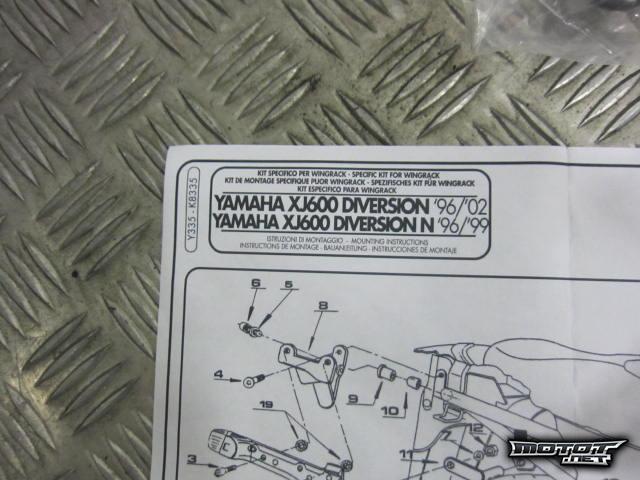 KIT SPECIFICO PER WINGRACK - SPECIFIC KIT FOR WINGRACK
KIT DE MONTAGE SPECIFIQUE PUOR WINGRACK - SPEZIFISCHES KIT FÜR WINGRACK
KIT ESPECIFICO PARA WINGRACK
YAMAHA XJ600 DIVERSION '96/'02
YAMAHA XJ600 DIVERSION N '96/'99
ISTRUZIONI DI MONTAGGIO - MOUNTING INSTRUCTIONS
INSTRUCTIONS DE MONTAGE - BAUANLEITUNG - INSTRUCCIONES DE MONTAJE
Y335 - K8335
6
5
8
4
9
10
19
12
11
3
MOTOT
.NET